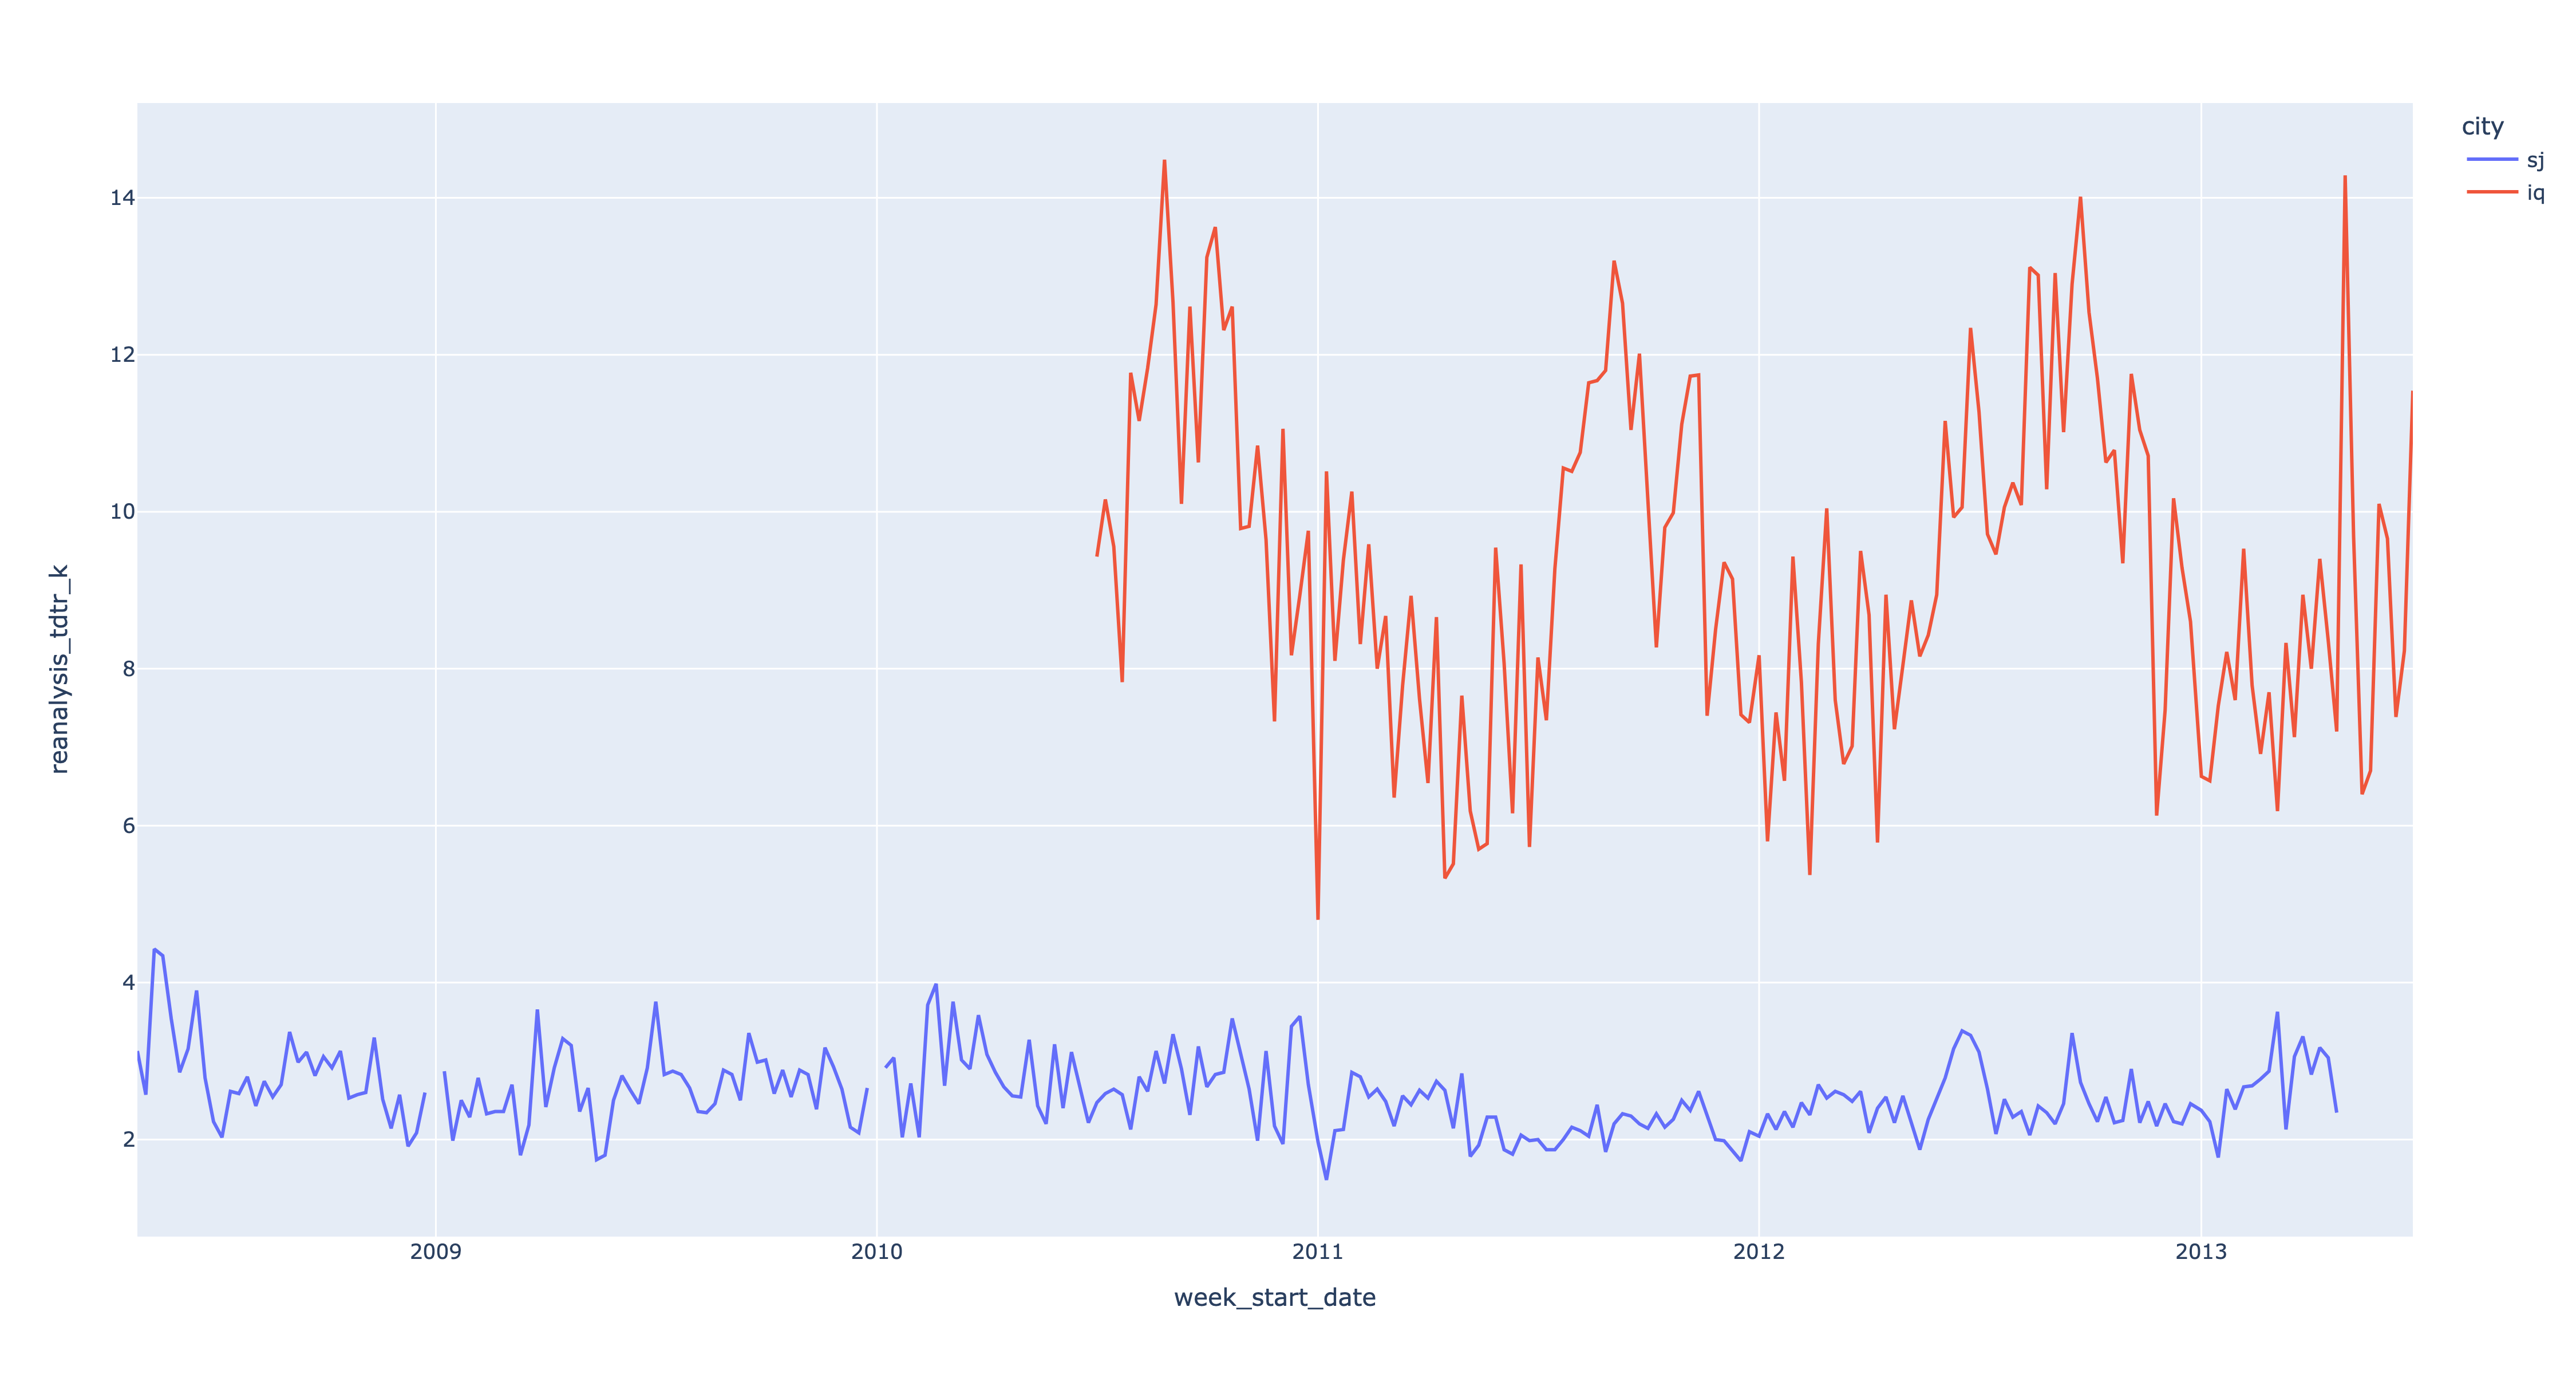 city
sj
iq
14
12
10
8
6
4
2
reanalysis_tdtr_k
2009
2010
2011
2012
2013
week_start_date